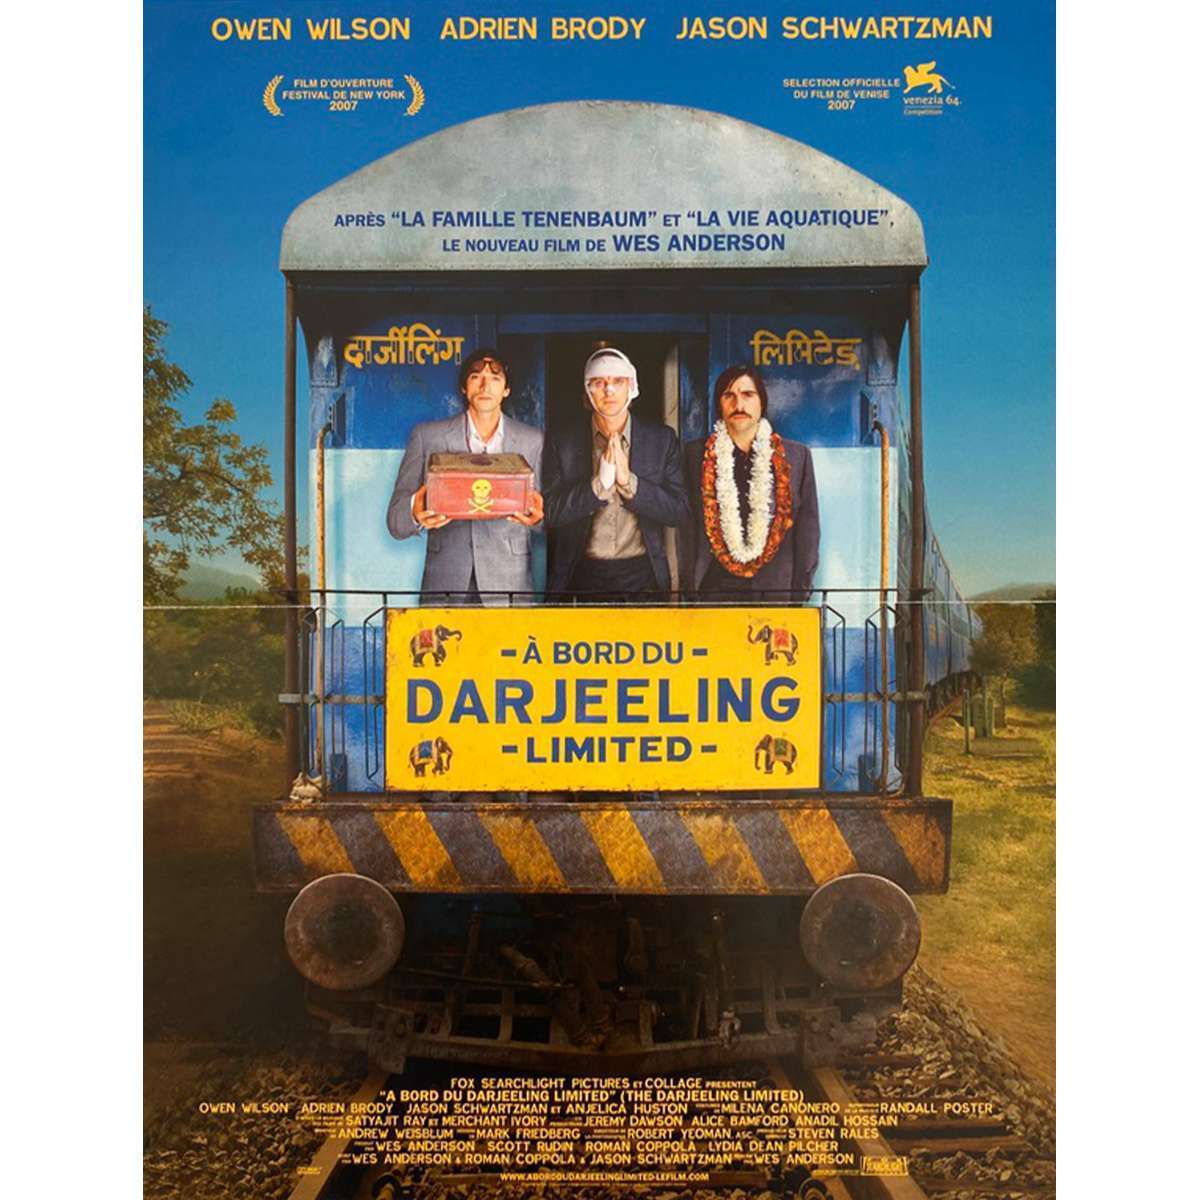 OWEN WILSON ADRIEN BRODY JASON SCHWARTZMAN
FILM D'OUVERTURE
FESTIVAL DE NEW YORK
2007
SELECTION OFFICIELLE
DU FILM DE VENISE
2007
venezia 64.
Competition
APRÈS "LA FAMILLE TENENBAUM" ET "LA VIE AQUATIQUE",
LE NOUVEAU FILM DE WES ANDERSON
दार्जीलिंग लिमिटेड
- À BORD DU -
DARJEELING
- LIMITED -
FOX SEARCHLIGHT PICTURES ET COLLAGE PRESENTENT
"A BORD DU DARJEELING LIMITED" (THE DARJEELING LIMITED)
OWEN WILSON ADRIEN BRODY JASON SCHWARTZMAN ET ANJELICA HUSTON MILENA CANONERO RANDALL POSTER
SATYAJIT RAY ET MERCHANT IVORY JEREMY DAWSON ALICE BAMFORD ANADIL HOSSAIN
ANDREW WEISBLUM MARK FRIEDBERG ROBERT YEOMAN, ASC STEVEN RALES
WES ANDERSON SCOTT RUDIN ROMAN COPPOLA LYDIA DEAN PILCHER
WES ANDERSON & ROMAN COPPOLA & JASON SCHWARTZMAN WES ANDERSON
FOX SEARCHLIGHT
WWW.ABORDDUDARJEELINGLIMITED-LEFILM.COM